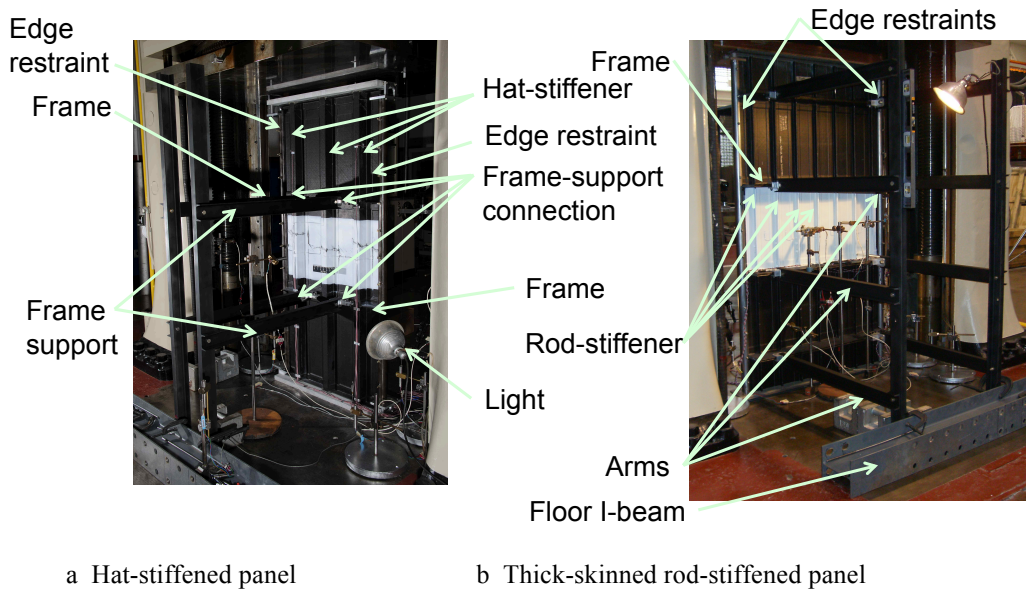 Edge
restraint
Frame
Frame
support
Hat-stiffener
Edge restraint
Frame-support
connection
Frame
Light
Edge restraints
Frame
Rod-stiffener
Arms
Floor I-beam
a Hat-stiffened panel
b Thick-skinned rod-stiffened panel